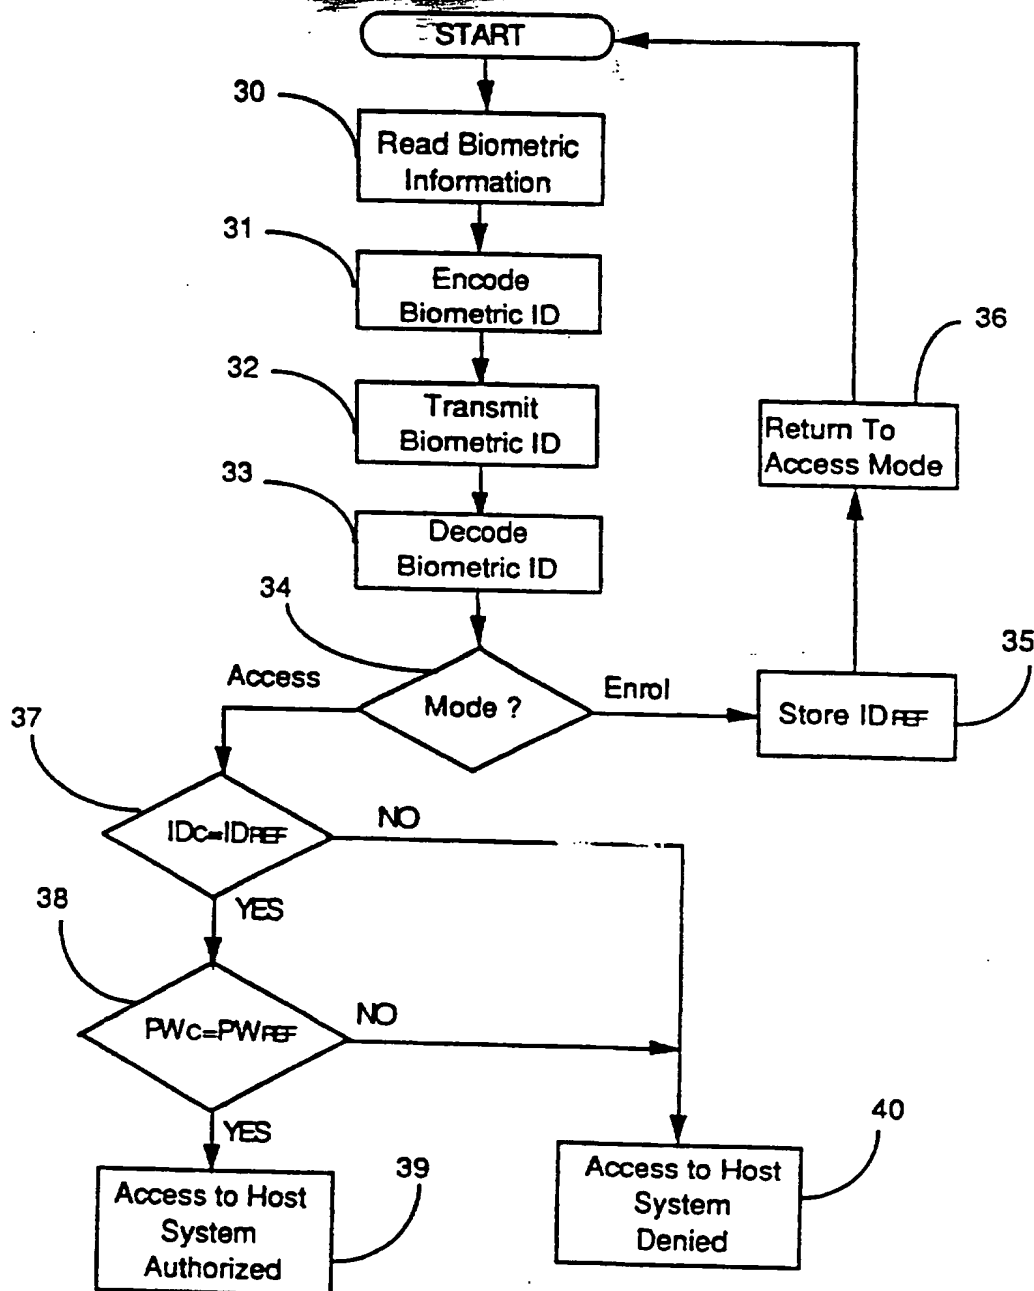 START
30
Read Biometric
Information
31
Encode
Biometric ID
32
Transmit
Biometric ID
36
Return To
Access Mode
33
Decode
Biometric ID
34
Access
Mode ?
Enrol
35
Store IDREF
37
IDC=IDREF
NO
YES
38
PWC=PWREF
NO
YES
39
Access to Host
System
Authorized
40
Access to Host
System
Denied